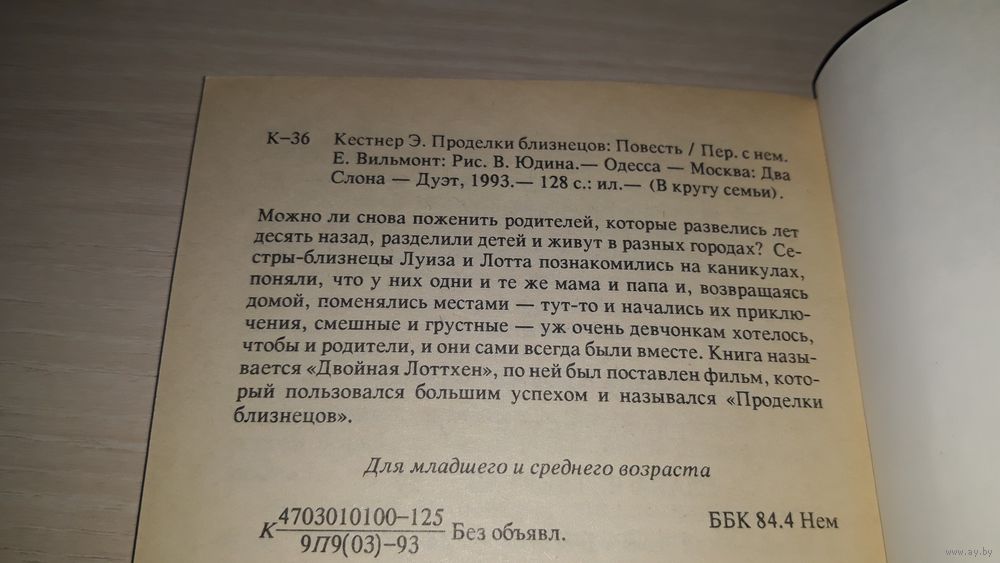 К–36 Кестнер Э. Проделки близнецов: Повесть / Пер. с нем.
Е. Вильмонт: Рис. В. Юдина.— Одесса — Москва: Два
Слона — Дуэт, 1993.— 128 с.: ил.— (В кругу семьи).
Можно ли снова поженить родителей, которые развелись лет
десять назад, разделили детей и живут в разных городах? Се-
стры-близнецы Луиза и Лотта познакомились на каникулах,
поняли, что у них одни и те же мама и папа и, возвращаясь
домой, поменялись местами — тут-то и начались их приклю-
чения, смешные и грустные — уж очень девчонкам хотелось,
чтобы и родители, и они сами всегда были вместе. Книга назы-
вается «Двойная Лоттхен», по ней был поставлен фильм, кото-
рый пользовался большим успехом и назывался «Проделки
близнецов».
Для младшего и среднего возраста
К 4703010100–125 Без объявл.
9П9(03)–93
ББК 84.4 Нем
www.ay.by